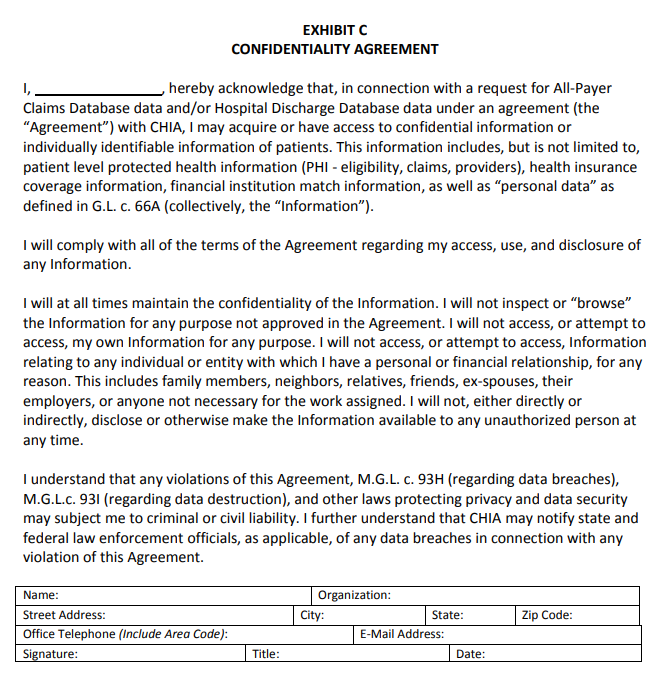 EXHIBIT C
CONFIDENTIALITY AGREEMENT
I, ________________, hereby acknowledge that, in connection with a request for All-Payer
Claims Database data and/or Hospital Discharge Database data under an agreement (the
“Agreement”) with CHIA, I may acquire or have access to confidential information or
individually identifiable information of patients. This information includes, but is not limited to,
patient level protected health information (PHI - eligibility, claims, providers), health insurance
coverage information, financial institution match information, as well as “personal data” as
defined in G.L. c. 66A (collectively, the “Information”).
I will comply with all of the terms of the Agreement regarding my access, use, and disclosure of
any Information.
I will at all times maintain the confidentiality of the Information. I will not inspect or “browse”
the Information for any purpose not approved in the Agreement. I will not access, or attempt to
access, my own Information for any purpose. I will not access, or attempt to access, Information
relating to any individual or entity with which I have a personal or financial relationship, for any
reason. This includes family members, neighbors, relatives, friends, ex-spouses, their
employers, or anyone not necessary for the work assigned. I will not, either directly or
indirectly, disclose or otherwise make the Information available to any unauthorized person at
any time.
I understand that any violations of this Agreement, M.G.L. c. 93H (regarding data breaches),
M.G.L.c. 93I (regarding data destruction), and other laws protecting privacy and data security
may subject me to criminal or civil liability. I further understand that CHIA may notify state and
federal law enforcement officials, as applicable, of any data breaches in connection with any
violation of this Agreement.
Name: Organization:
Street Address: City: State: Zip Code:
Office Telephone (Include Area Code): E-Mail Address:
Signature: Title: Date: